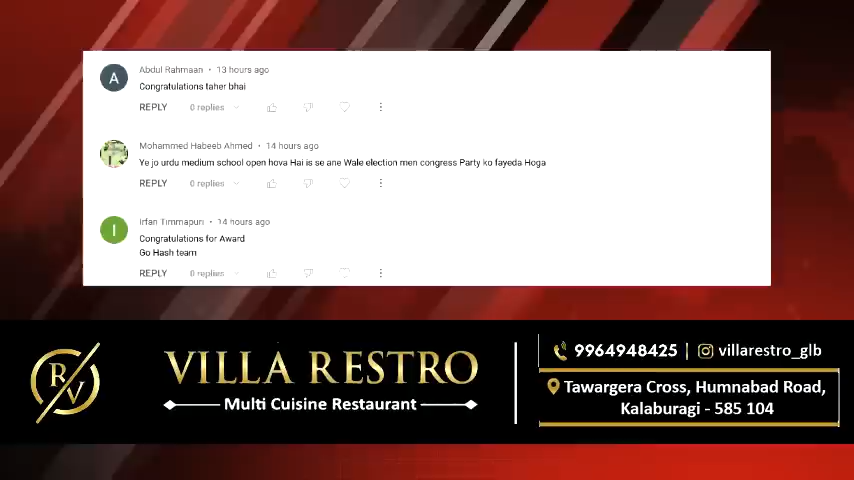 A
Abdul Rahmaan • 13 hours ago
Congratulations taher bhai
REPLY 0 replies
Mohammed Habeeb Ahmed • 14 hours ago
Ye jo urdu medium school open hova Hai is se ane Wale election men congress Party ko fayeda Hoga
REPLY 0 replies
I
Irfan Timmapuri • 14 hours ago
Congratulations for Award
Go Hash team
REPLY 0 replies
RV
VILLA RESTRO
Multi Cuisine Restaurant
9964948425 | villarestro_glb
Tawargera Cross, Humnabad Road,
Kalaburagi - 585 104